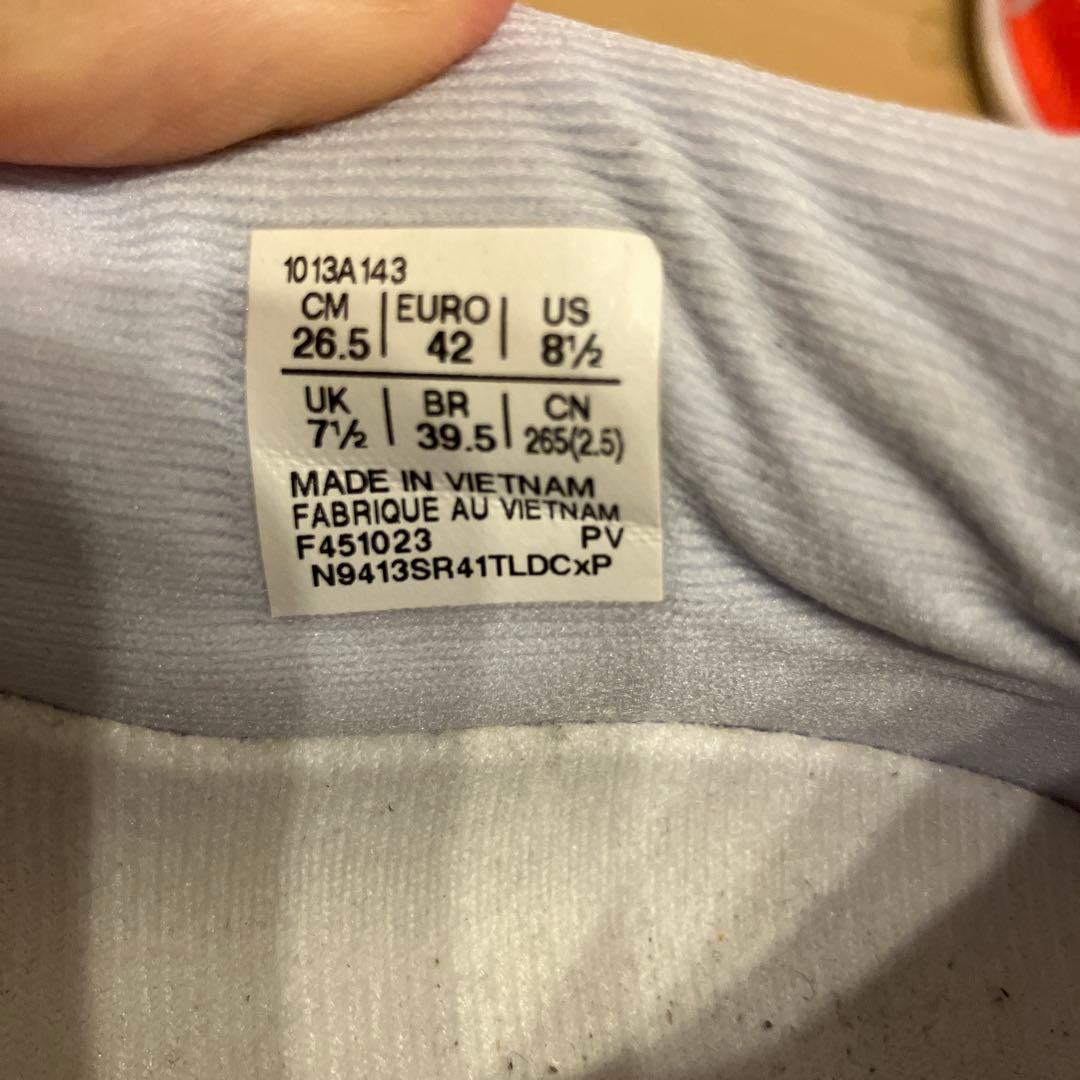 1013A143
CM | EURO | US
26.5 | 42 | 8½
UK | BR | CN
7½ | 39.5 | 265(2.5)
MADE IN VIETNAM
FABRIQUE AU VIETNAM
F451023 PV
N9413SR41TLDCxP